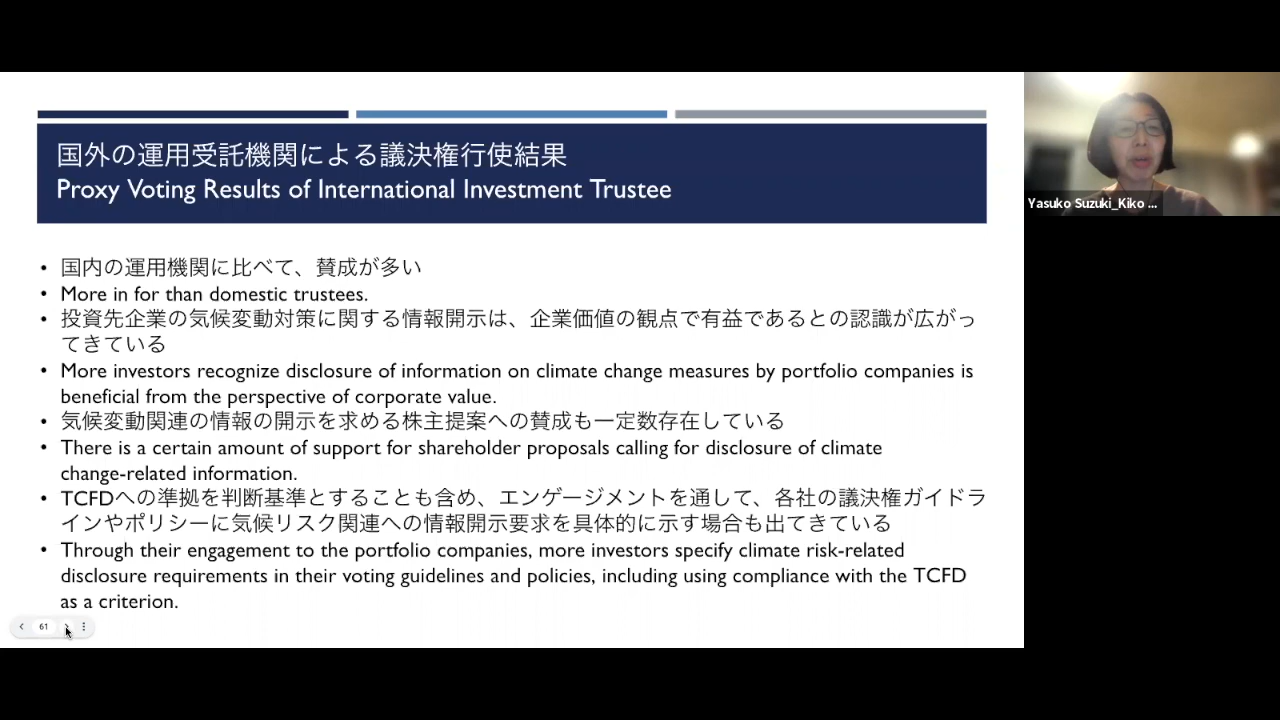 国外の運用受託機関による議決権行使結果
Proxy Voting Results of International Investment Trustee
Yasuko Suzuki_Kiko ...
• 国内の運用機関に比べて、賛成が多い
• More in for than domestic trustees.
• 投資先企業の気候変動対策に関する情報開示は、企業価値の観点で有益であるとの認識が広がっ
てきている
• More investors recognize disclosure of information on climate change measures by portfolio companies is
beneficial from the perspective of corporate value.
• 気候変動関連の情報の開示を求める株主提案への賛成も一定数存在している
• There is a certain amount of support for shareholder proposals calling for disclosure of climate
change-related information.
• TCFDへの準拠を判断基準とすることも含め、エンゲージメントを通して、各社の議決権ガイドラ
インやポリシーに気候リスク関連への情報開示要求を具体的に示す場合も出てきている
• Through their engagement to the portfolio companies, more investors specify climate risk-related
disclosure requirements in their voting guidelines and policies, including using compliance with the TCFD
as a criterion.
61